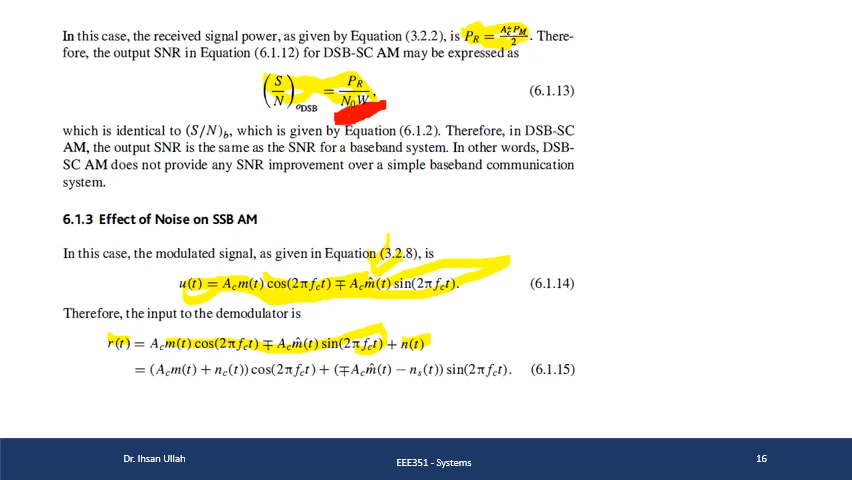 In this case, the received signal power, as given by Equation (3.2.2), is P_R = A_c^2 P_M / 2. There-
fore, the output SNR in Equation (6.1.12) for DSB-SC AM may be expressed as
(S/N)_{o_DSB} = P_R / N_0 W, (6.1.13)
which is identical to (S/N)_b, which is given by Equation (6.1.2). Therefore, in DSB-SC
AM, the output SNR is the same as the SNR for a baseband system. In other words, DSB-
SC AM does not provide any SNR improvement over a simple baseband communication
system.
6.1.3 Effect of Noise on SSB AM
In this case, the modulated signal, as given in Equation (3.2.8), is
u(t) = A_c m(t) cos(2πf_c t) ∓ A_c m̂(t) sin(2πf_c t). (6.1.14)
Therefore, the input to the demodulator is
r(t) = A_c m(t) cos(2πf_c t) ∓ A_c m̂(t) sin(2πf_c t) + n(t)
= (A_c m(t) + n_c(t)) cos(2πf_c t) + (∓A_c m̂(t) − n_s(t)) sin(2πf_c t). (6.1.15)
Dr. Ihsan Ullah
EEE351 - Systems
16